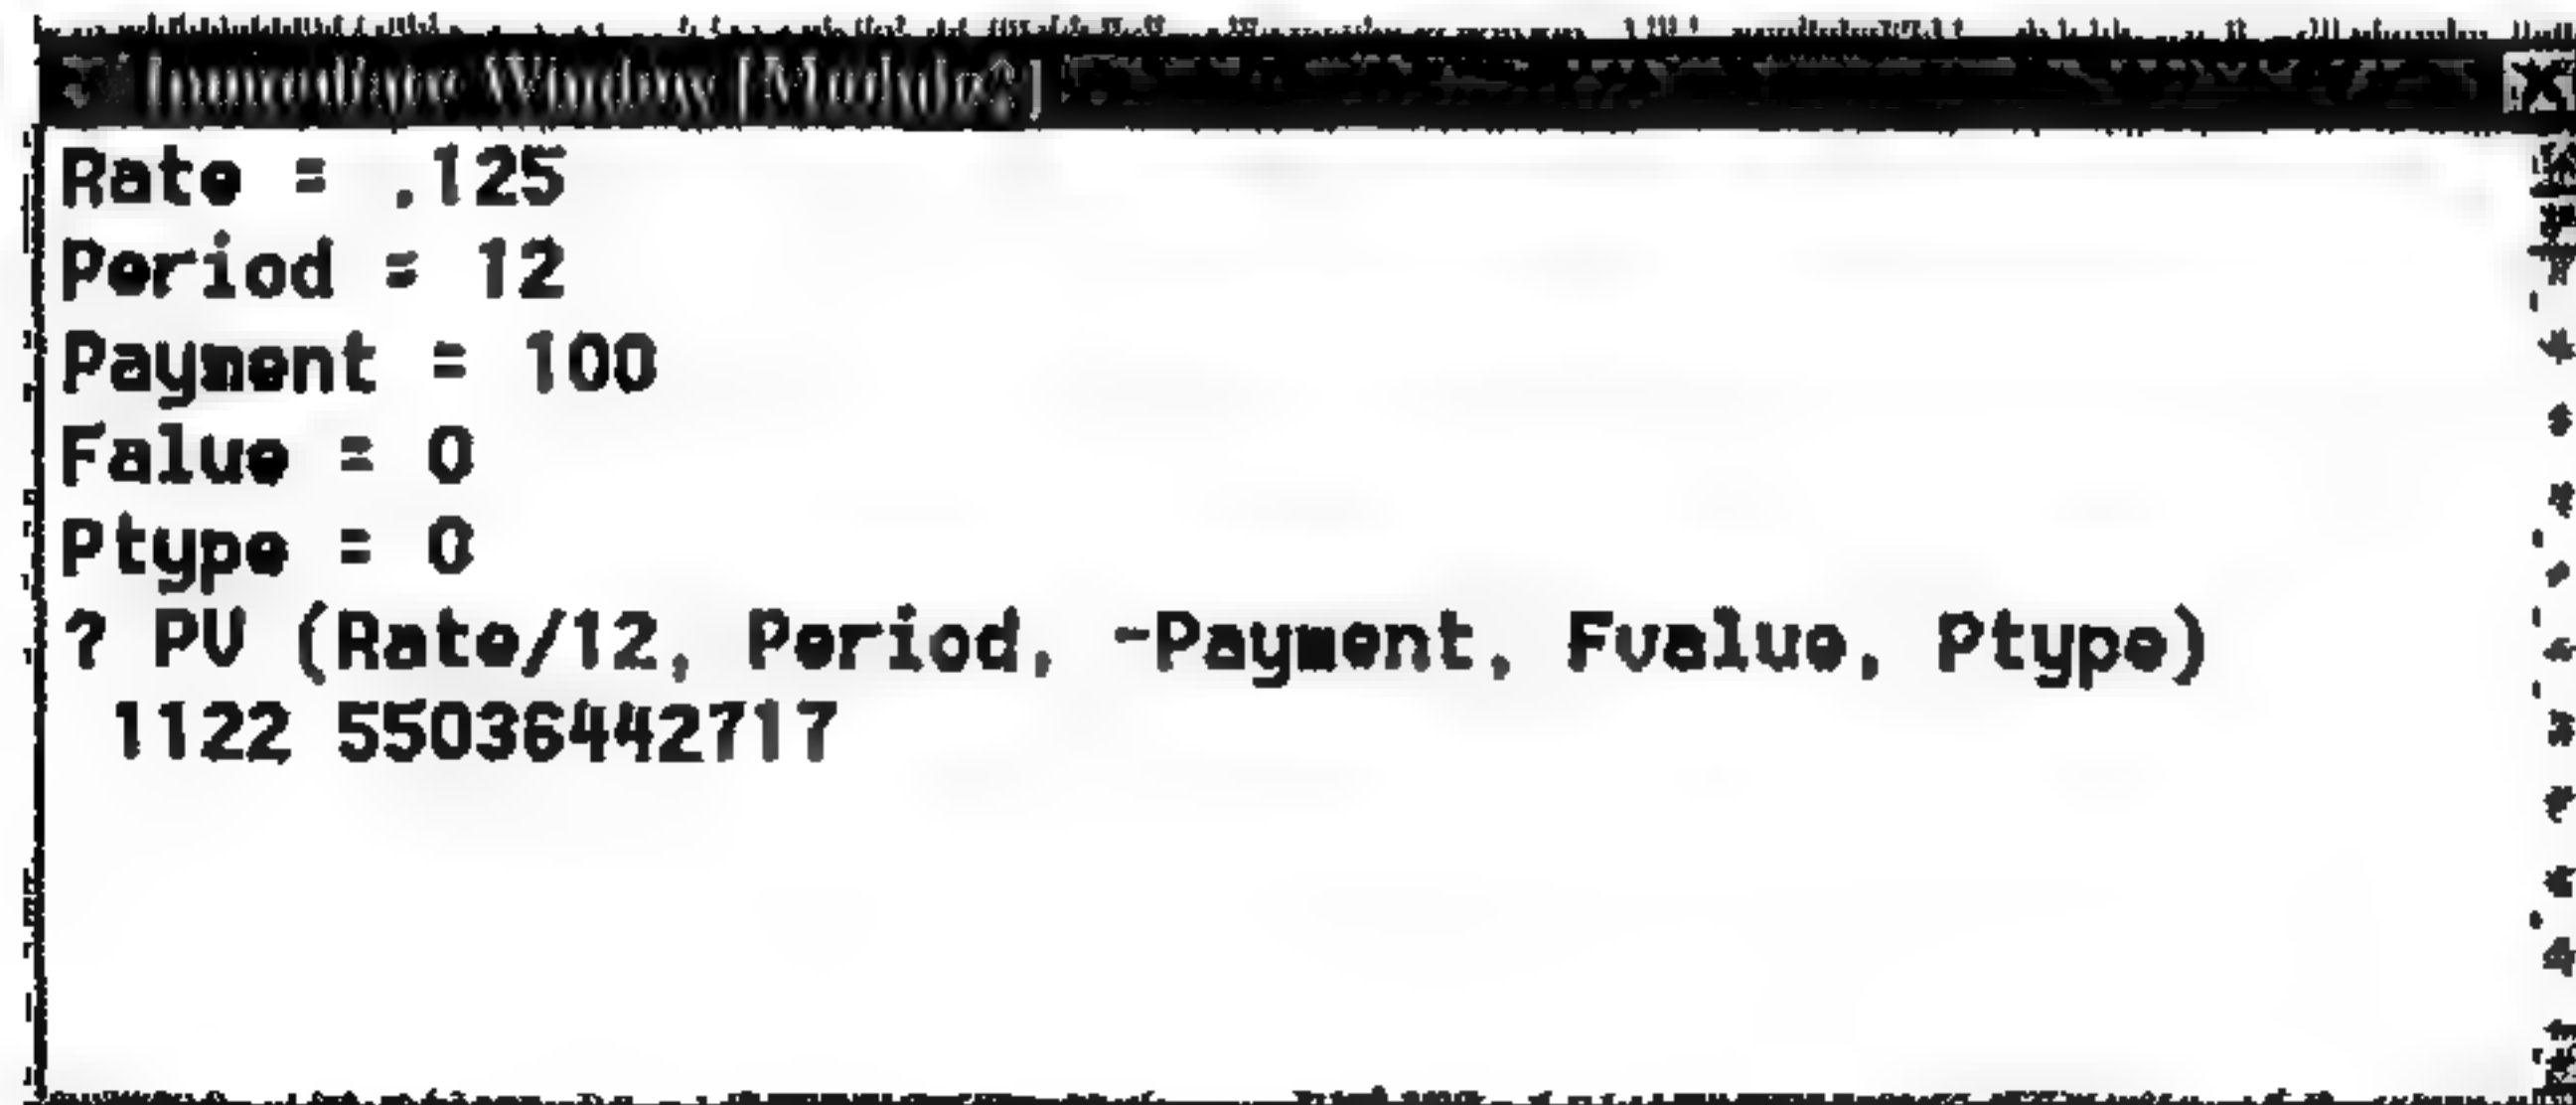 Immediate Window [Module2]
Rate = .125
Period = 12
Payment = 100
Falue = 0
Ptype = 0
? PV (Rate/12, Period, -Payment, Fvalue, Ptype)
1122 55036442717